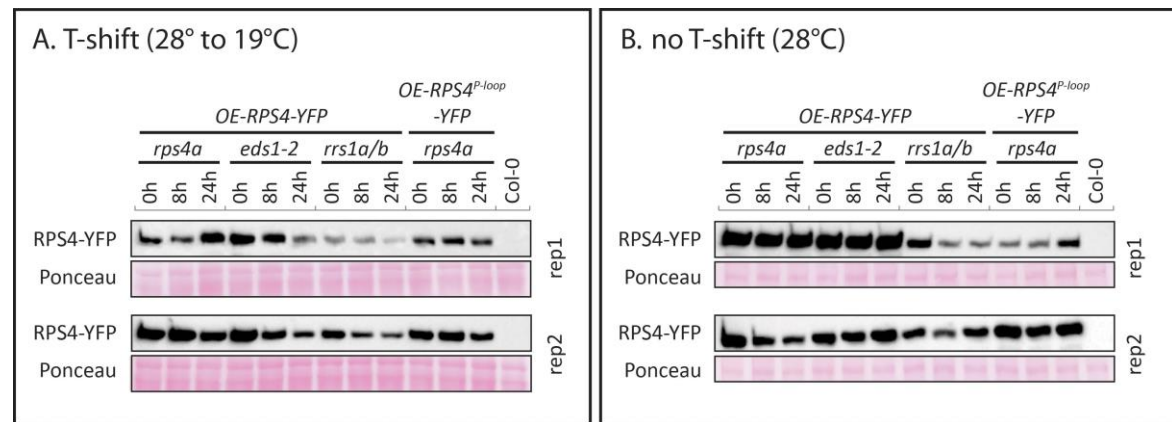 A. T-shift (28° to 19°C)
OE-RPS4ᴾ⁻ˡᵒᵒᵖ
-YFP
OE-RPS4-YFP
rps4a eds1-2 rrs1a/b rps4a
0h 8h 24h 0h 8h 24h 0h 8h 24h 0h 8h 24h Col-0
RPS4-YFP
Ponceau
rep1
RPS4-YFP
Ponceau
rep2
B. no T-shift (28°C)
OE-RPS4ᴾ⁻ˡᵒᵒᵖ
-YFP
OE-RPS4-YFP
rps4a eds1-2 rrs1a/b rps4a
0h 8h 24h 0h 8h 24h 0h 8h 24h 0h 8h 24h Col-0
RPS4-YFP
Ponceau
rep1
RPS4-YFP
Ponceau
rep2